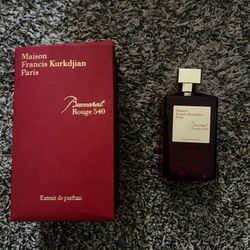 Maison
Francis Kurkdjian
Paris
Baccarat
Rouge 540
Extrait de parfum
Maison
Francis Kurkdjian
Paris
Baccarat
Rouge 540